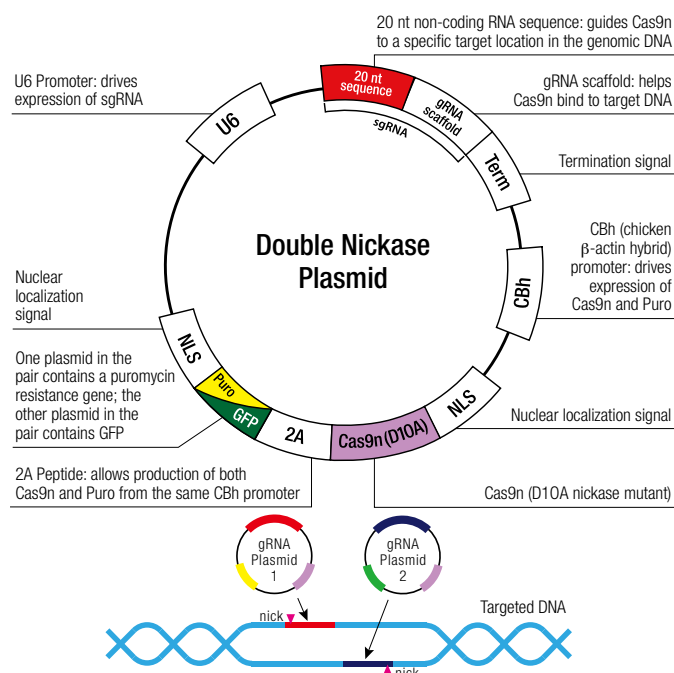 20 nt non-coding RNA sequence: guides Cas9n
to a specific target location in the genomic DNA
U6 Promoter: drives
expression of sgRNA
gRNA scaffold: helps
Cas9n bind to target DNA
Termination signal
CBh (chicken
β-actin hybrid)
promoter: drives
expression of
Cas9n and Puro
Nuclear
localization
signal
One plasmid in the
pair contains a puromycin
resistance gene; the
other plasmid in the
pair contains GFP
Nuclear localization signal
2A Peptide: allows production of both
Cas9n and Puro from the same CBh promoter
Cas9n (D10A nickase mutant)
20 nt
sequence
gRNA
scaffold
sgRNA
Term
U6
CBh
Double Nickase
Plasmid
NLS
Puro
GFP
2A
Cas9n (D10A)
NLS
gRNA
Plasmid
1
gRNA
Plasmid
2
Targeted DNA
nick
nick